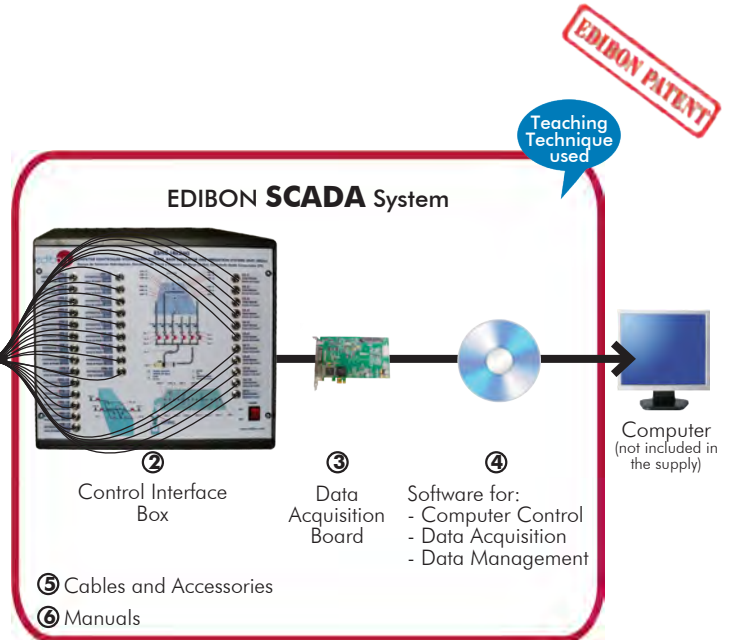 EDIBON PATENT
Teaching
Technique
used
EDIBON SCADA System
②
Control Interface
Box
③
Data
Acquisition
Board
④
Software for:
- Computer Control
- Data Acquisition
- Data Management
Computer
(not included in
the supply)
⑤ Cables and Accessories
⑥ Manuals